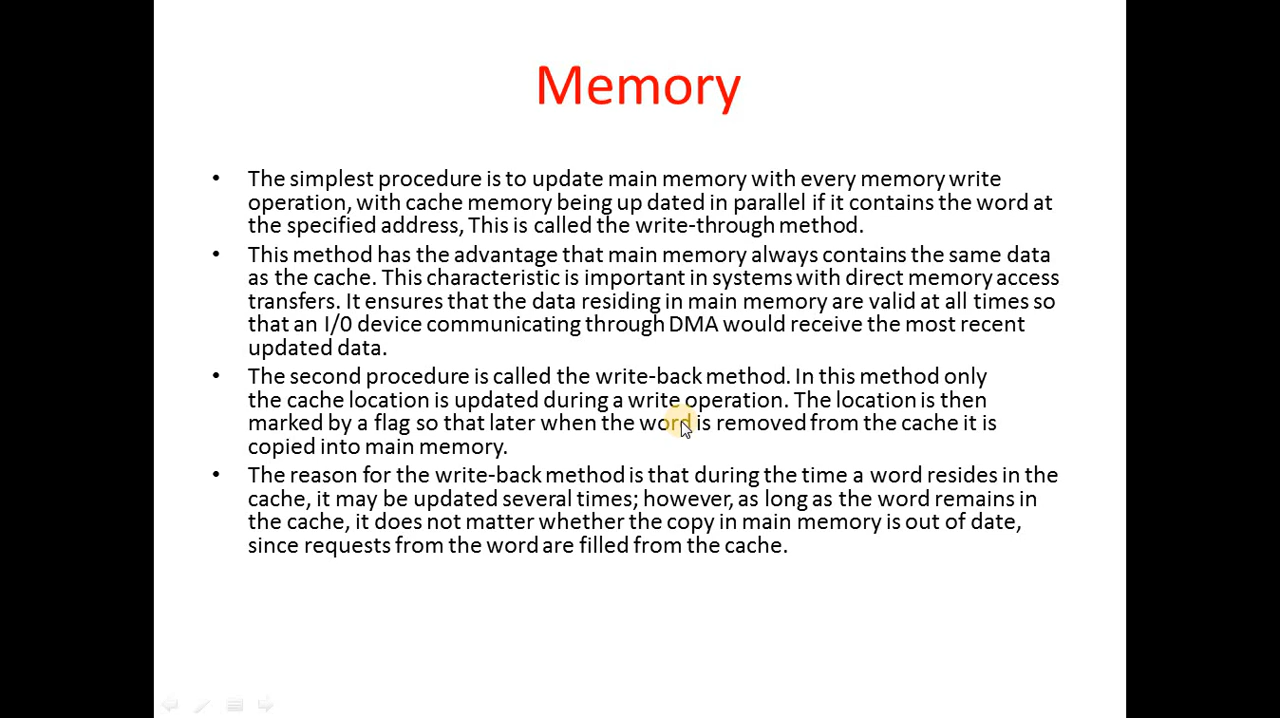 Memory
• The simplest procedure is to update main memory with every memory write
operation, with cache memory being up dated in parallel if it contains the word at
the specified address, This is called the write-through method.
• This method has the advantage that main memory always contains the same data
as the cache. This characteristic is important in systems with direct memory access
transfers. It ensures that the data residing in main memory are valid at all times so
that an I/0 device communicating through DMA would receive the most recent
updated data.
• The second procedure is called the write-back method. In this method only
the cache location is updated during a write operation. The location is then
marked by a flag so that later when the word is removed from the cache it is
copied into main memory.
• The reason for the write-back method is that during the time a word resides in the
cache, it may be updated several times; however, as long as the word remains in
the cache, it does not matter whether the copy in main memory is out of date,
since requests from the word are filled from the cache.